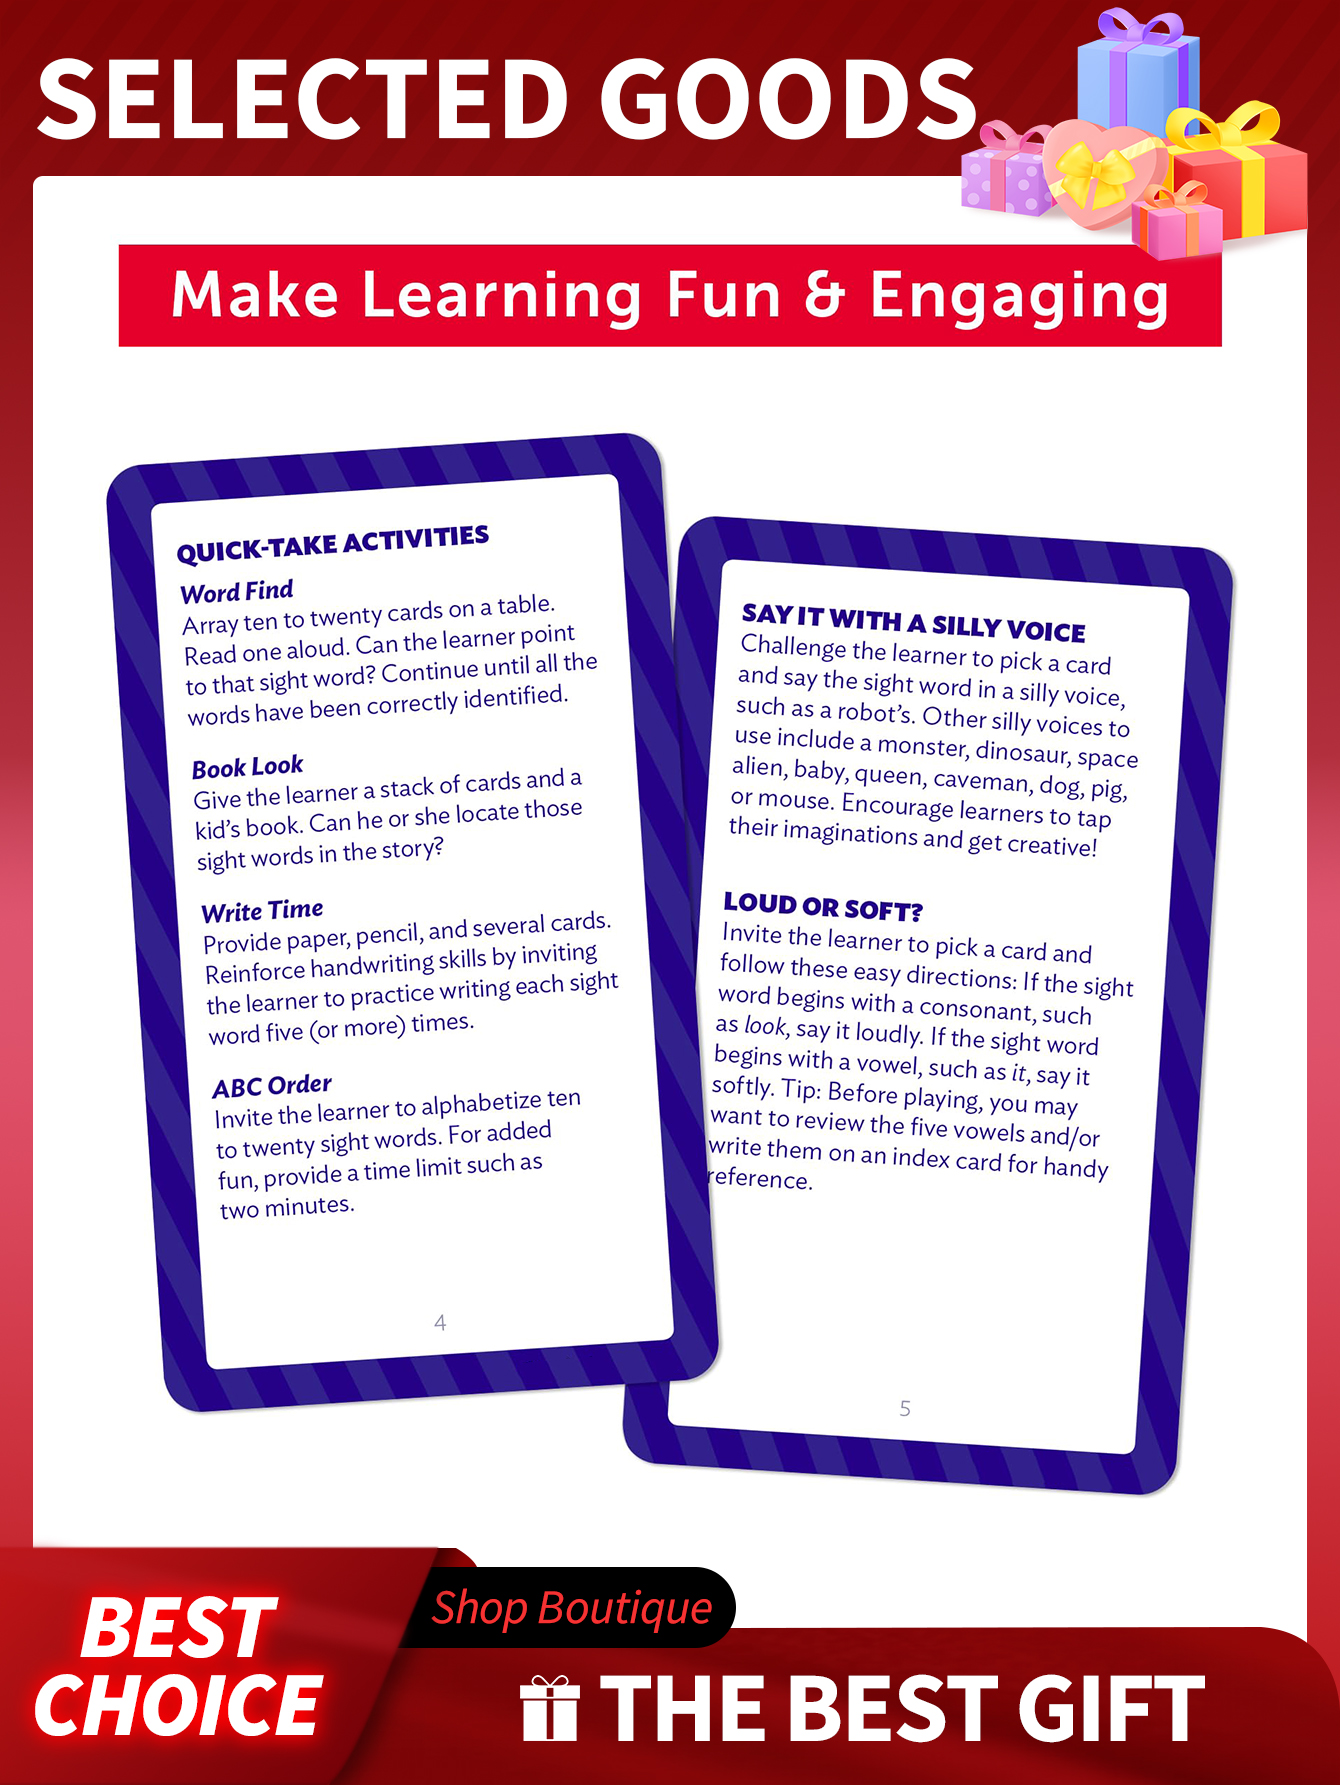 SELECTED GOODS
Make Learning Fun & Engaging
QUICK-TAKE ACTIVITIES
Word Find
Array ten to twenty cards on a table.
Read one aloud. Can the learner point
to that sight word? Continue until all the
words have been correctly identified.
Book Look
Give the learner a stack of cards and a
kid's book. Can he or she locate those
sight words in the story?
Write Time
Provide paper, pencil, and several cards.
Reinforce handwriting skills by inviting
the learner to practice writing each sight
word five (or more) times.
ABC Order
Invite the learner to alphabetize ten
to twenty sight words. For added
fun, provide a time limit such as
two minutes.
4
SAY IT WITH A SILLY VOICE
Challenge the learner to pick a card
and say the sight word in a silly voice,
such as a robot's. Other silly voices to
use include a monster, dinosaur, space
alien, baby, queen, caveman, dog, pig,
or mouse. Encourage learners to tap
their imaginations and get creative!
LOUD OR SOFT?
Invite the learner to pick a card and
follow these easy directions: If the sight
word begins with a consonant, such
as look, say it loudly. If the sight word
begins with a vowel, such as it, say it
softly. Tip: Before playing, you may
want to review the five vowels and/or
write them on an index card for handy
reference.
5
BEST
CHOICE
Shop Boutique
THE BEST GIFT